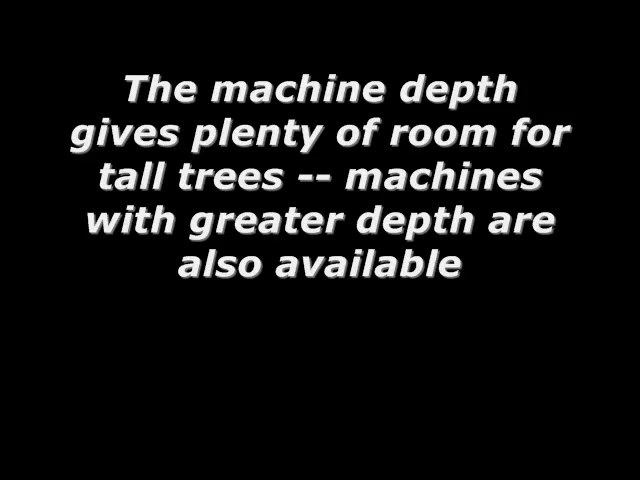 The machine depth
gives plenty of room for
tall trees -- machines
with greater depth are
also available